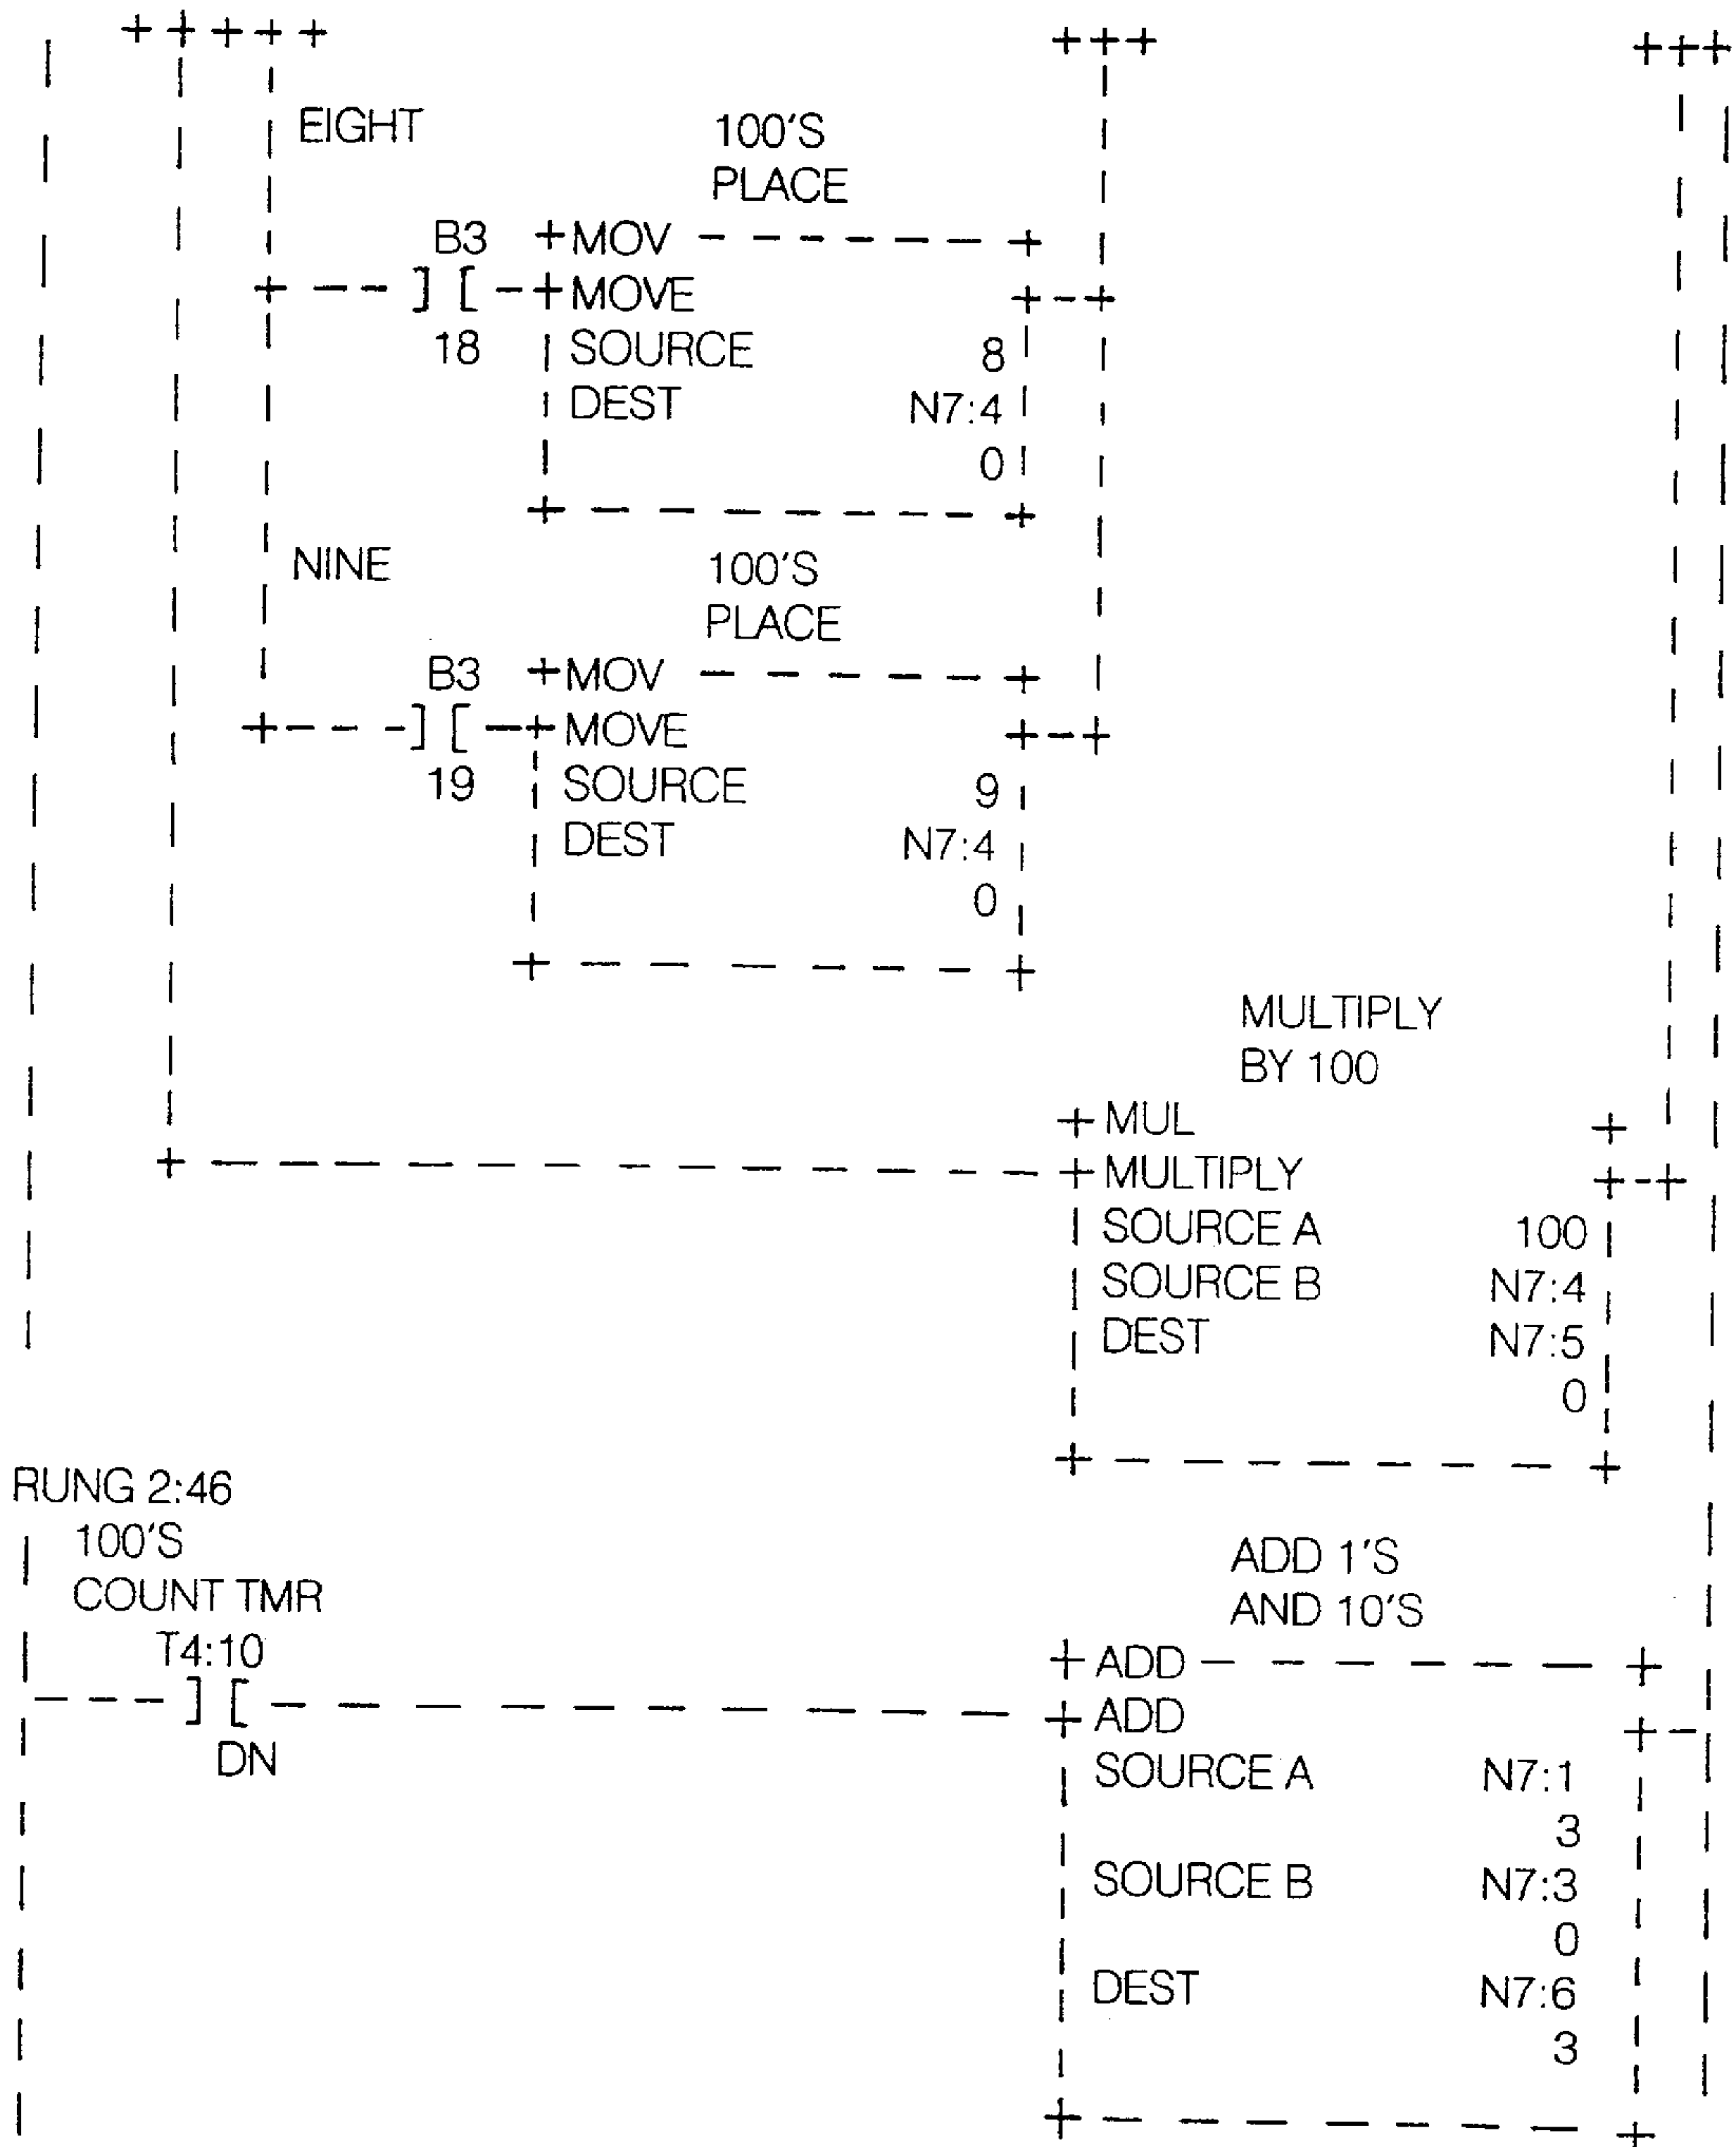 EIGHT
100'S
PLACE
B3 +MOV - - - - - - - +
+ - - - ] [ - + MOVE + - - +
18 | SOURCE 8 |
| DEST N7:4 |
0
+ - - - - - - - +
NINE
100'S
PLACE
B3 +MOV - - - - - - +
+ - - - ] [ - + MOVE + - - +
19 SOURCE 9
DEST N7:4
0
+ - - - - - - - +
MULTIPLY
BY 100
+ MUL +
+ - - - - - - - - - - - - + MULTIPLY + - - +
| SOURCE A 100 |
| SOURCE B N7:4 |
| DEST N7:5
0
+ - - - - - - - +
RUNG 2:46
100'S
COUNT TMR
T4:10
ADD 1'S
AND 10'S
+ ADD - - - - - - - +
- - - ] [ - - - - - - - - - - + ADD + -
DN
SOURCE A N7:1
3
SOURCE B N7:3
0
DEST N7:6
3
+ - - - - - - - +